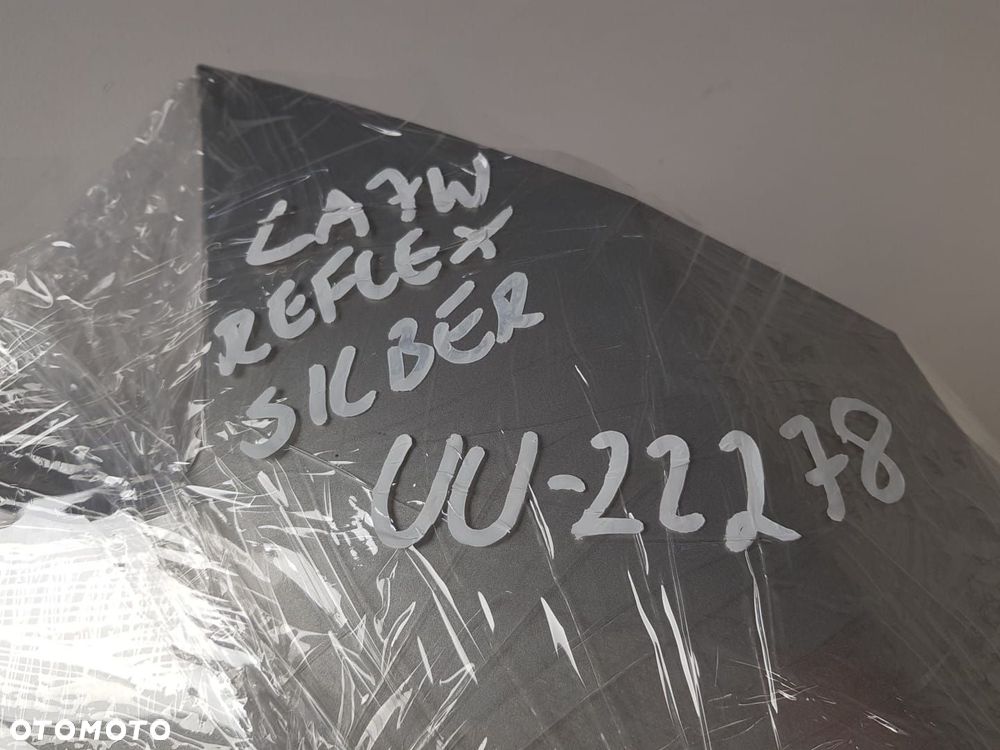 LA7W
REFLEX
SILBER
UU-22278
OTOMOTO